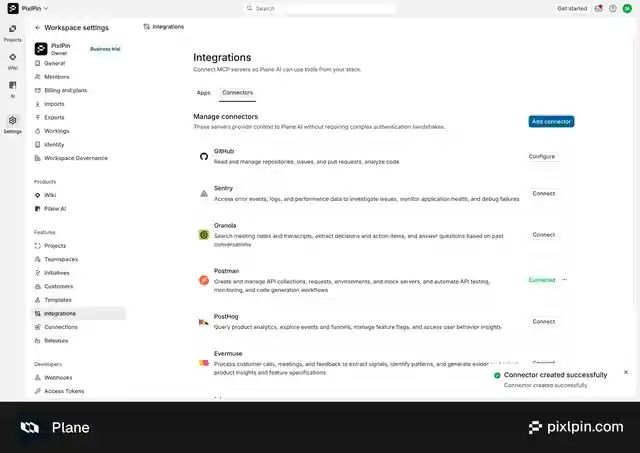 PixlPin
Search
Get started
M
Projects
Wiki
AI
Settings
Workspace settings
PixlPin
Owner
Business trial
General
Members
Billing and plans
Imports
Exports
Worklogs
Identity
Workspace Governance
Products
Wiki
Plane AI
Features
Projects
Teamspaces
Initiatives
Customers
Templates
Integrations
Connections
Releases
Developers
Webhooks
Access Tokens
Integrations
Integrations
Connect MCP servers so Plane AI can use tools from your stack.
Apps
Connectors
Manage connectors
These servers provide context to Plane AI without requiring complex authentication handshakes.
Add connector
GitHub
Read and manage repositories, issues, and pull requests, analyze code
Configure
Sentry
Access error events, logs, and performance data to investigate issues, monitor application health, and debug failures
Connect
Granola
Search meeting notes and transcripts, extract decisions and action items, and answer questions based on past
conversations
Connect
Postman
Create and manage API collections, requests, environments, and mock servers, and automate API testing,
monitoring, and code generation workflows
Connected
PostHog
Query product analytics, explore events and funnels, manage feature flags, and access user behavior insights
Connect
Evermuse
Process customer calls, meetings, and feedback to extract signals, identify patterns, and generate
product insights and feature specifications
Connect
Connector created successfully
Connector created successfully
Plane
pixlpin.com